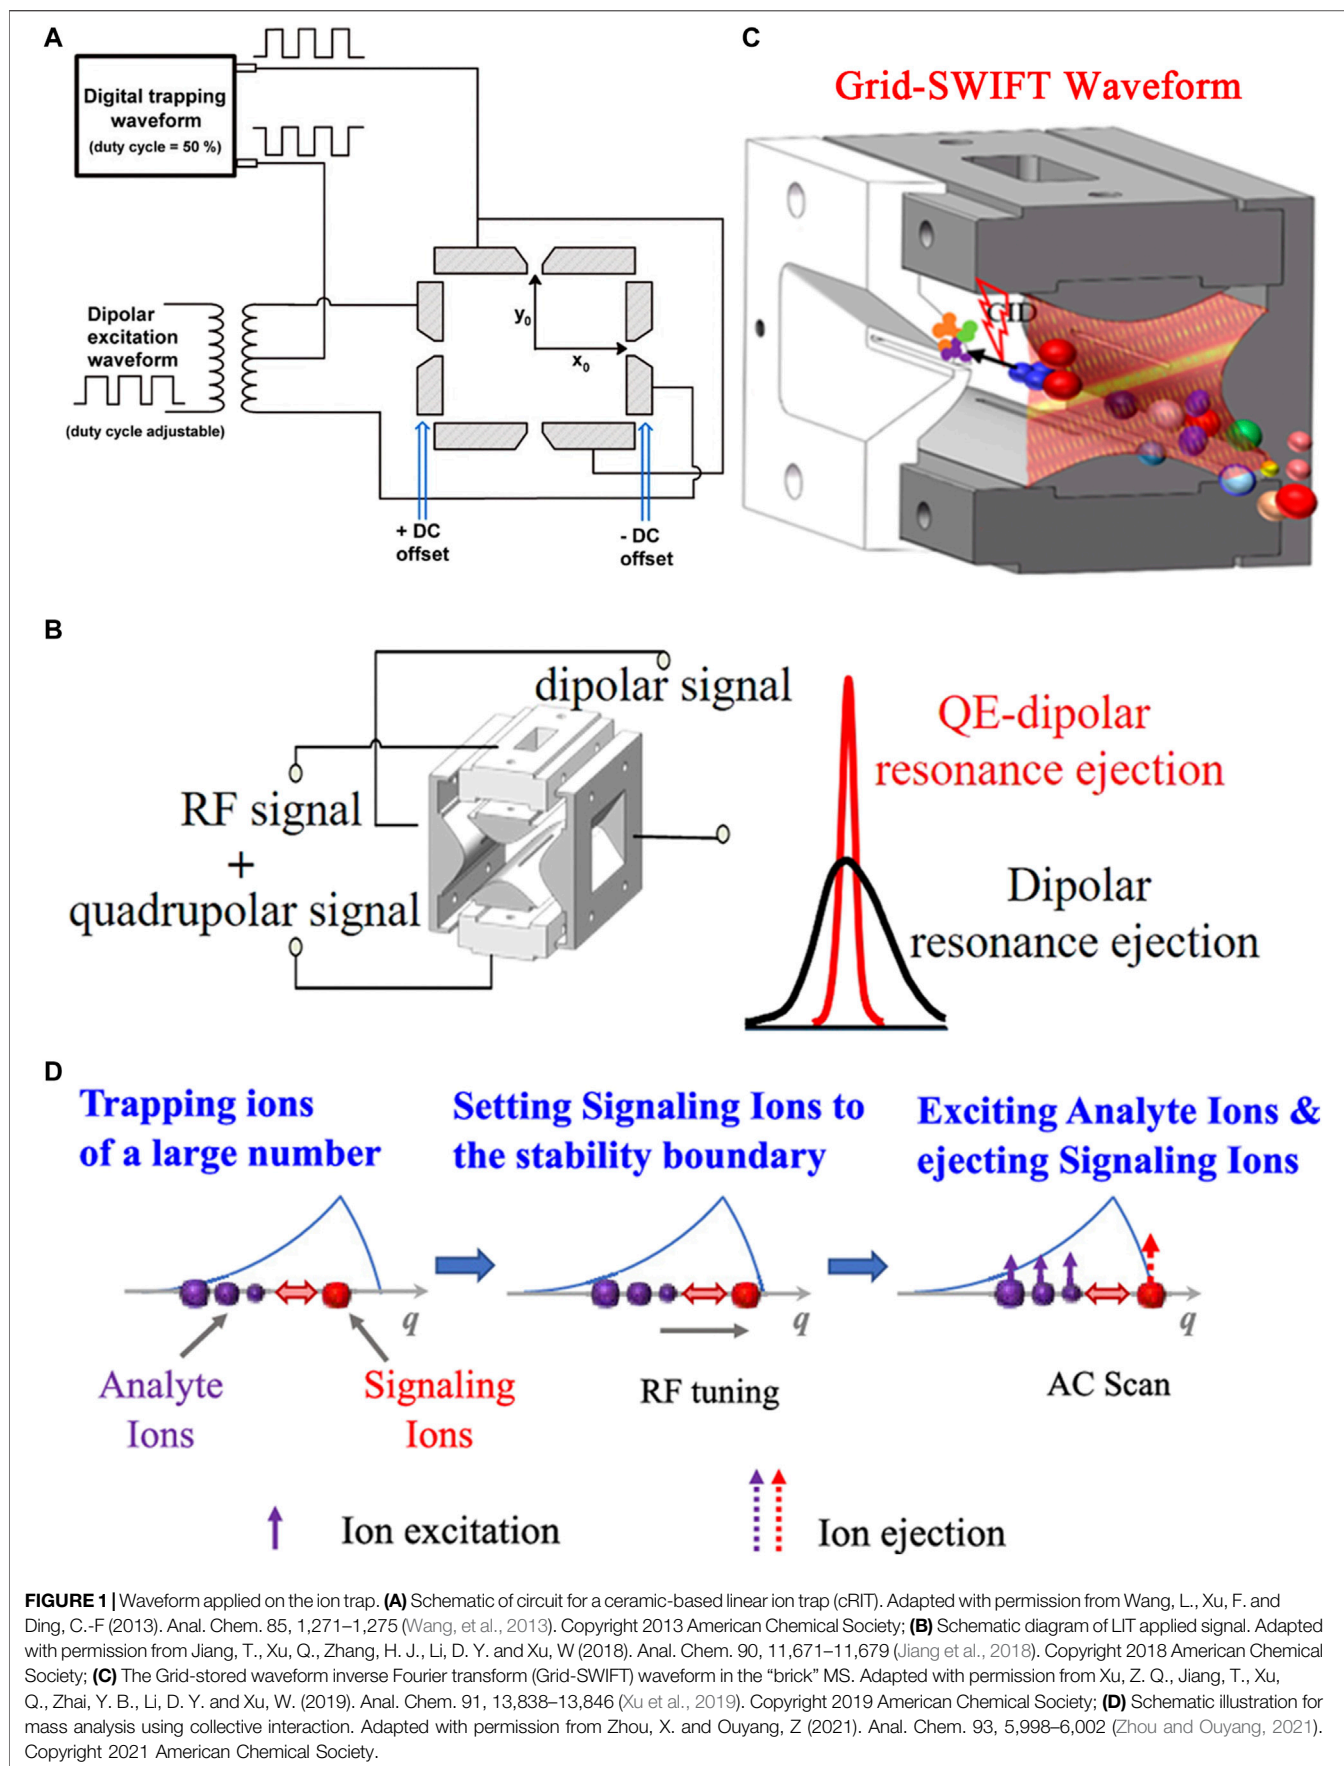 A
Digital trapping
waveform
(duty cycle = 50 %)
Dipolar
excitation
waveform
(duty cycle adjustable)
y0
x0
+ DC
offset
- DC
offset
C
Grid-SWIFT Waveform
CID
B
dipolar signal
RF signal
+
quadrupolar signal
QE-dipolar
resonance ejection
Dipolar
resonance ejection
D
Trapping ions
of a large number
Setting Signaling Ions to
the stability boundary
Exciting Analyte Ions &
ejecting Signaling Ions
q
q
q
Analyte
Ions
Signaling
Ions
RF tuning
AC Scan
Ion excitation
Ion ejection
FIGURE 1 | Waveform applied on the ion trap. (A) Schematic of circuit for a ceramic-based linear ion trap (cRIT). Adapted with permission from Wang, L., Xu, F. and
Ding, C.-F (2013). Anal. Chem. 85, 1,271–1,275 (Wang, et al., 2013). Copyright 2013 American Chemical Society; (B) Schematic diagram of LIT applied signal. Adapted
with permission from Jiang, T., Xu, Q., Zhang, H. J., Li, D. Y. and Xu, W (2018). Anal. Chem. 90, 11,671–11,679 (Jiang et al., 2018). Copyright 2018 American Chemical
Society; (C) The Grid-stored waveform inverse Fourier transform (Grid-SWIFT) waveform in the “brick” MS. Adapted with permission from Xu, Z. Q., Jiang, T., Xu,
Q., Zhai, Y. B., Li, D. Y. and Xu, W. (2019). Anal. Chem. 91, 13,838–13,846 (Xu et al., 2019). Copyright 2019 American Chemical Society; (D) Schematic illustration for
mass analysis using collective interaction. Adapted with permission from Zhou, X. and Ouyang, Z (2021). Anal. Chem. 93, 5,998–6,002 (Zhou and Ouyang, 2021).
Copyright 2021 American Chemical Society.